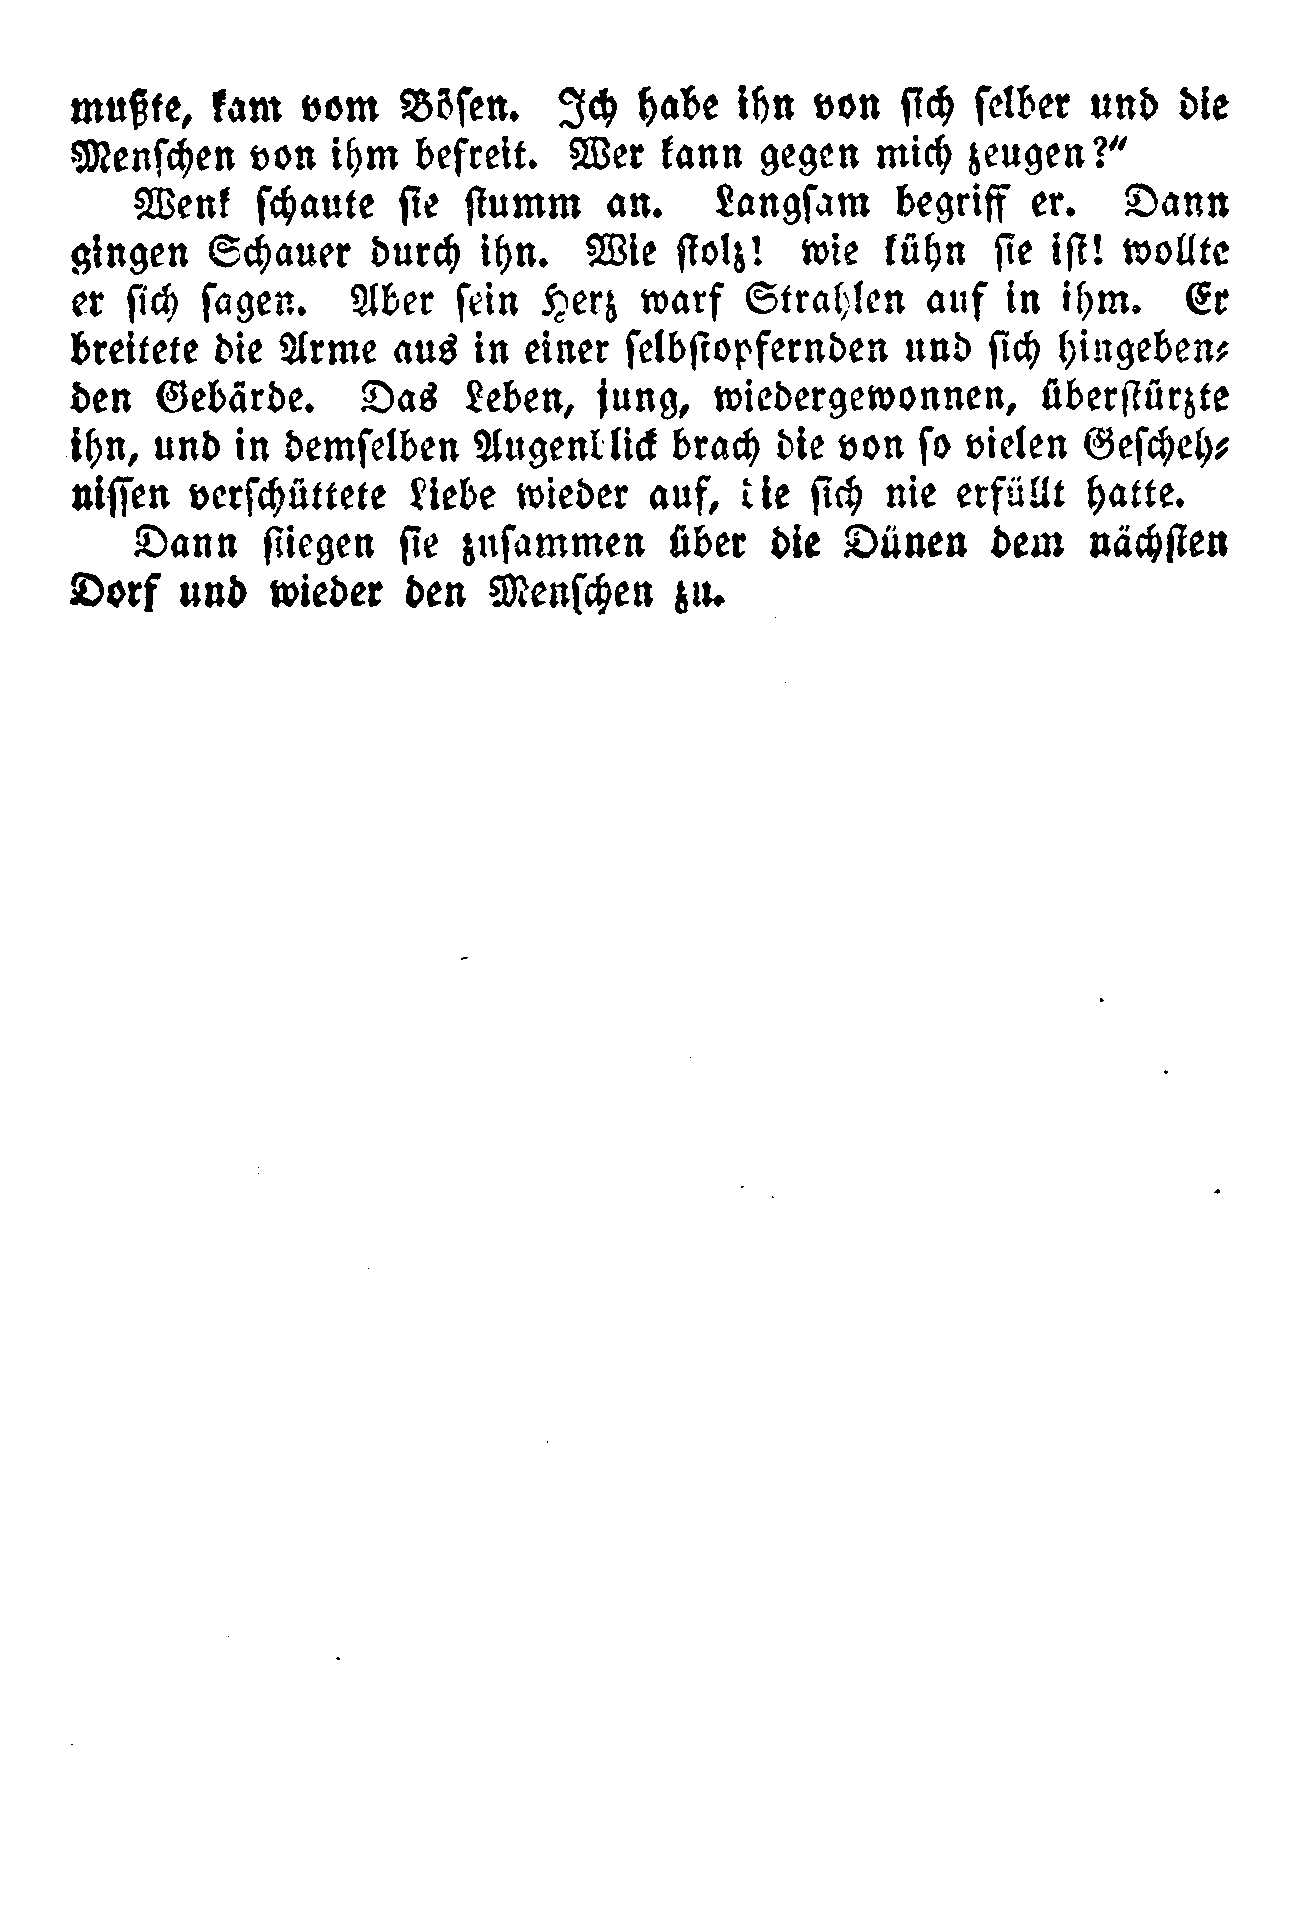 mußte, kam vom Bösen. Ich habe ihn von sich selber und die
Menschen von ihm befreit. Wer kann gegen mich zeugen?“
Wenk schaute sie stumm an. Langsam begriff er. Dann
gingen Schauer durch ihn. Wie stolz! wie kühn sie ist! wollte
er sich sagen. Aber sein Herz warf Strahlen auf in ihm. Er
breitete die Arme aus in einer selbstopfernden und sich hingeben-
den Gebärde. Das Leben, jung, wiedergewonnen, überstürzte
ihn, und in demselben Augenblick brach die von so vielen Gescheh-
nissen verschüttete Liebe wieder auf, die sich nie erfüllt hatte.
Dann stiegen sie zusammen über die Dünen dem nächsten
Dorf und wieder den Menschen zu.